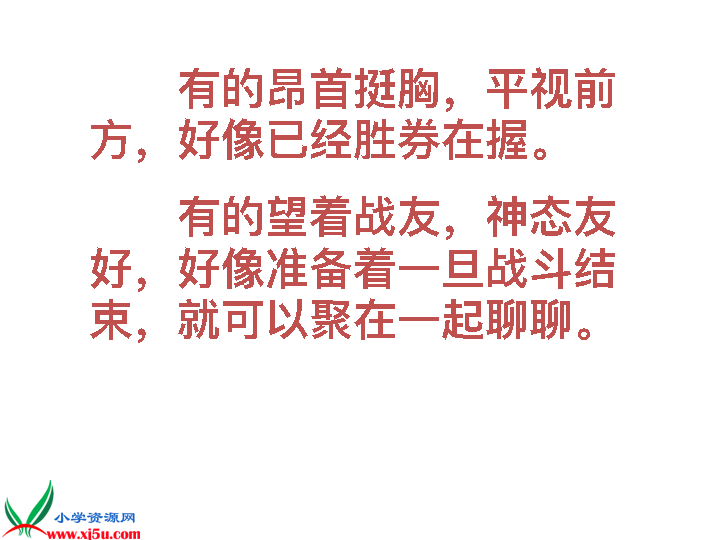 有的昂首挺胸，平视前
方，好像已经胜券在握。
有的望着战友，神态友
好，好像准备着一旦战斗结
束，就可以聚在一起聊聊。
小学资源网
www.xj5u.com